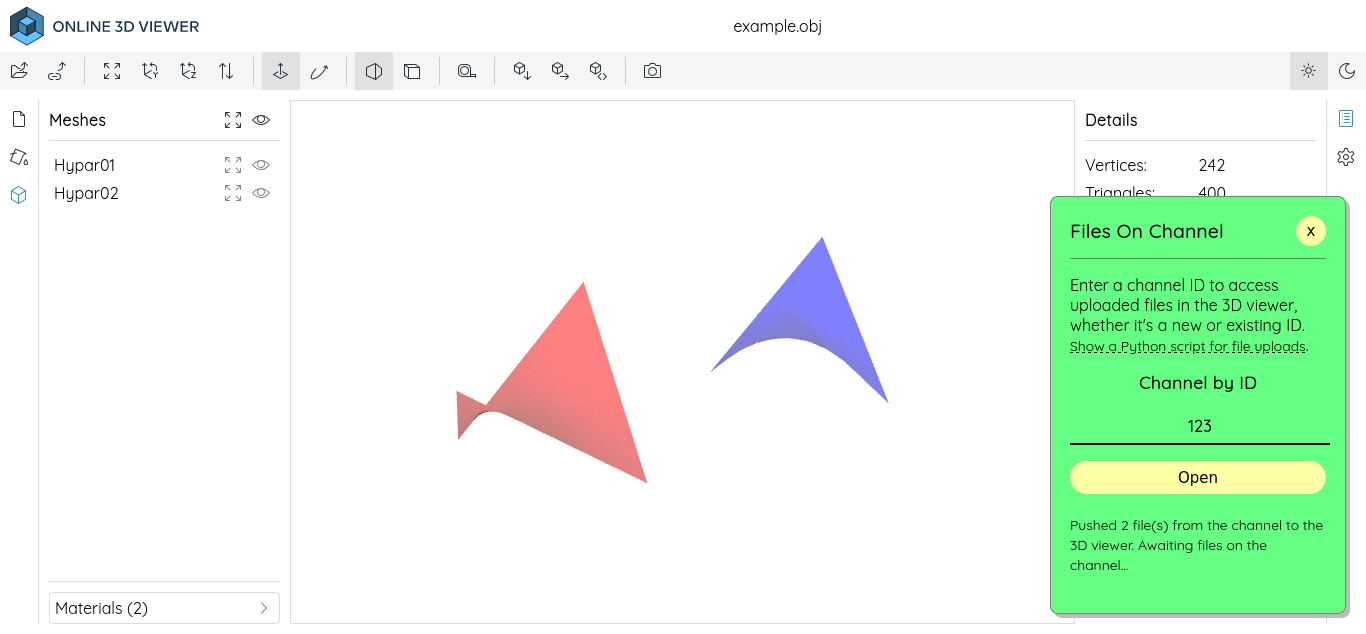 ONLINE 3D VIEWER
example.obj
Meshes
Hypar01
Hypar02
Materials (2)
Details
Vertices: 242
Triangles: 400
Files On Channel
x
Enter a channel ID to access
uploaded files in the 3D viewer,
whether it's a new or existing ID.
Show a Python script for file uploads.
Channel by ID
123
Open
Pushed 2 file(s) from the channel to the
3D viewer. Awaiting files on the
channel...